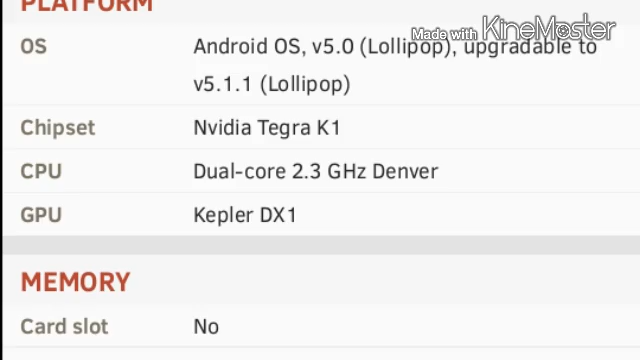 PLATFORM
Made with KineMaster
OS Android OS, v5.0 (Lollipop), upgradable to
v5.1.1 (Lollipop)
Chipset Nvidia Tegra K1
CPU Dual-core 2.3 GHz Denver
GPU Kepler DX1
MEMORY
Card slot No